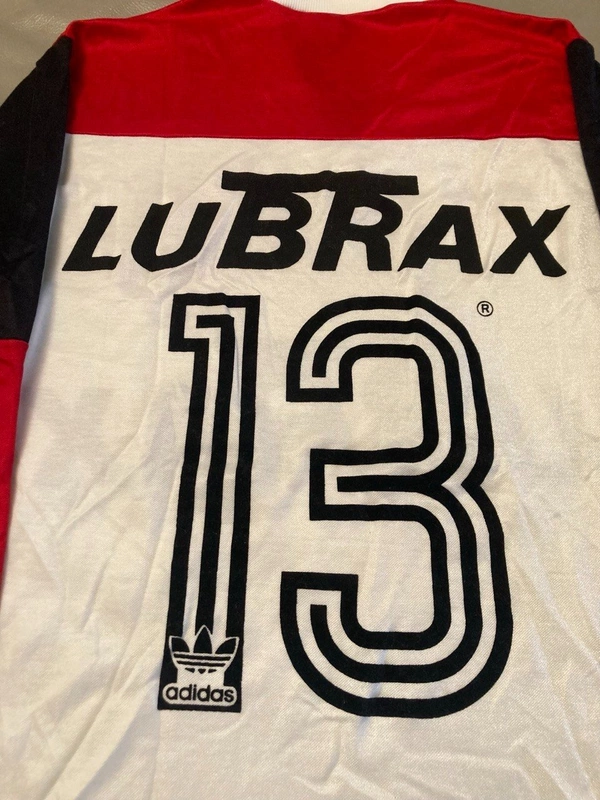 LUBRAX
®
13
adidas